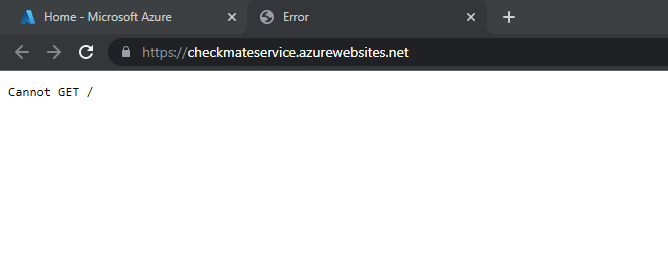 Home - Microsoft Azure
Error
https://checkmateservice.azurewebsites.net
Cannot GET /